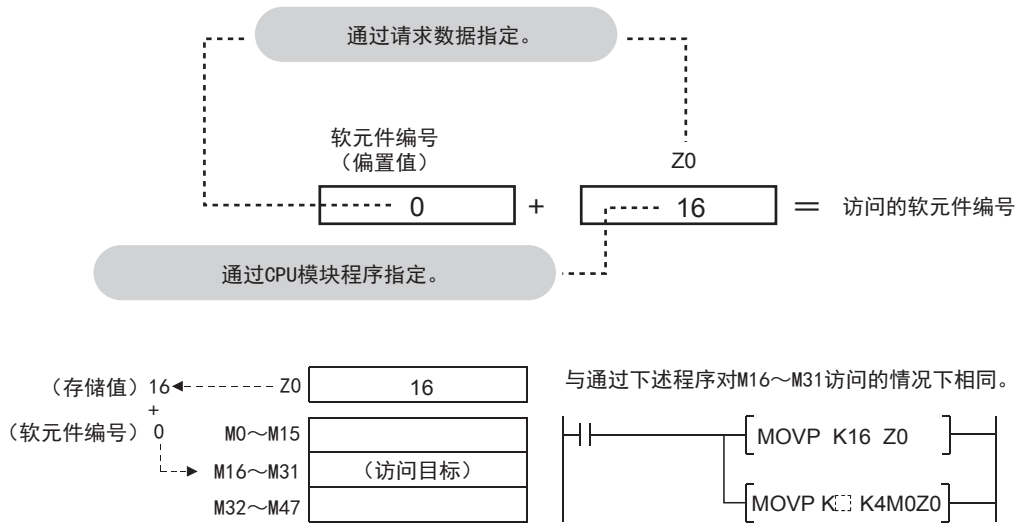 通过请求数据指定。
软元件编号
（偏置值）
Z0
0 + 16 = 访问的软元件编号
通过CPU模块程序指定。
（存储值）16 Z0 16
+
（软元件编号）0
M0～M15
M16～M31 （访问目标）
M32～M47
与通过下述程序对M16～M31访问的情况下相同。
MOVP K16 Z0
MOVP K⬚ K4M0Z0